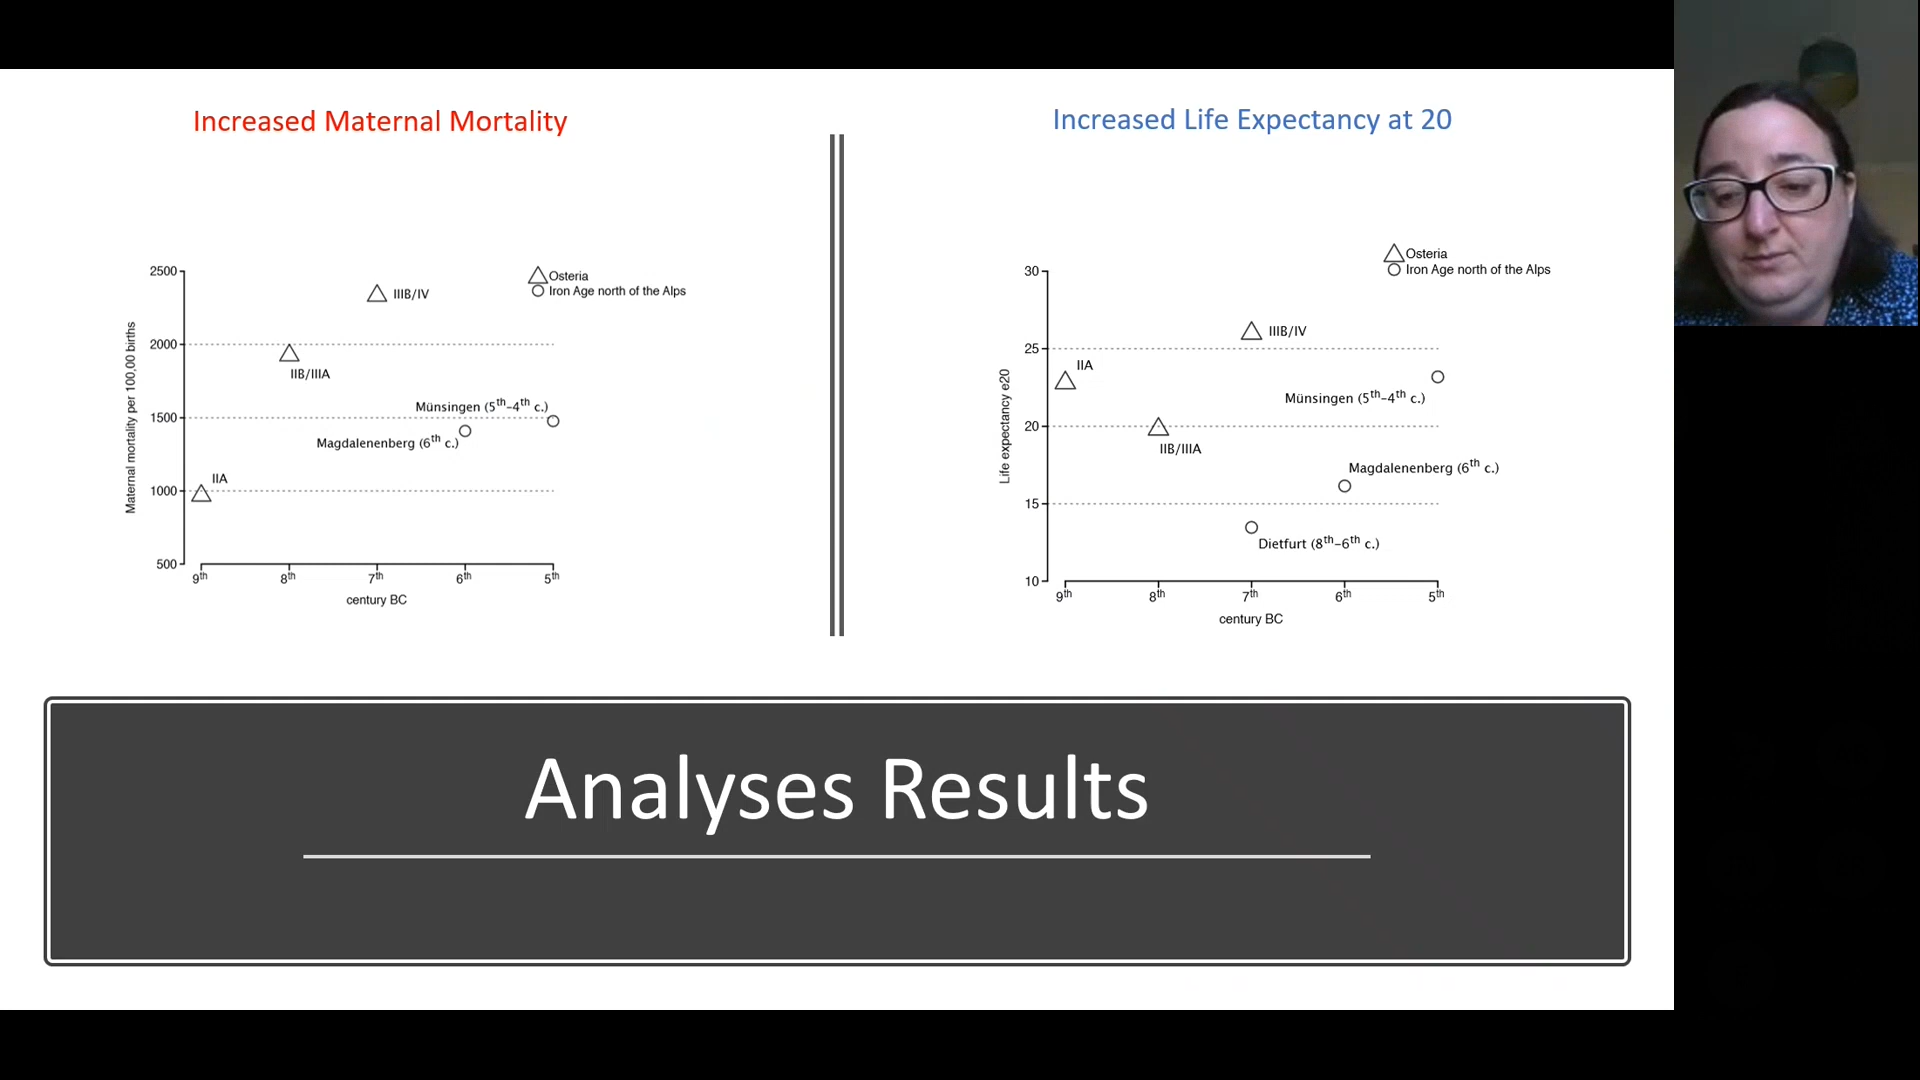 Increased Maternal Mortality
Increased Life Expectancy at 20
Osteria
Iron Age north of the Alps
2500
2000
1500
1000
500
Maternal mortality per 100,00 births
IIIB/IV
IIB/IIIA
Münsingen (5th-4th c.)
Magdalenenberg (6th c.)
IIA
9th 8th 7th 6th 5th
century BC
Osteria
Iron Age north of the Alps
30
25
20
15
10
Life expectancy e20
IIIB/IV
IIA
Münsingen (5th-4th c.)
IIB/IIIA
Magdalenenberg (6th c.)
Dietfurt (8th-6th c.)
9th 8th 7th 6th 5th
century BC
Analyses Results